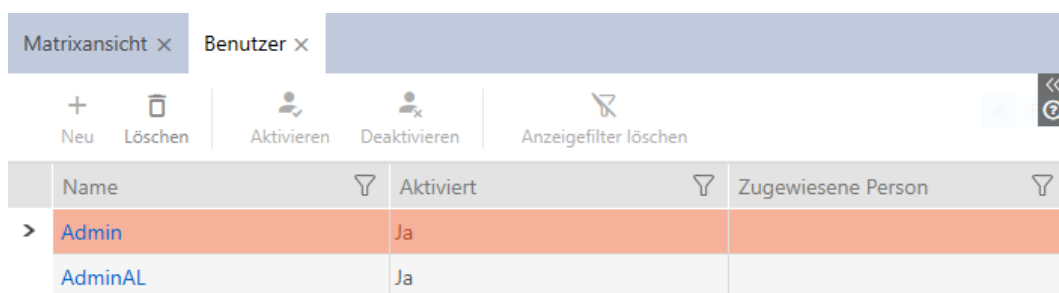 Matrixansicht × Benutzer ×
Neu Löschen Aktivieren Deaktivieren Anzeigefilter löschen
Name Aktiviert Zugewiesene Person
Admin Ja
AdminAL Ja